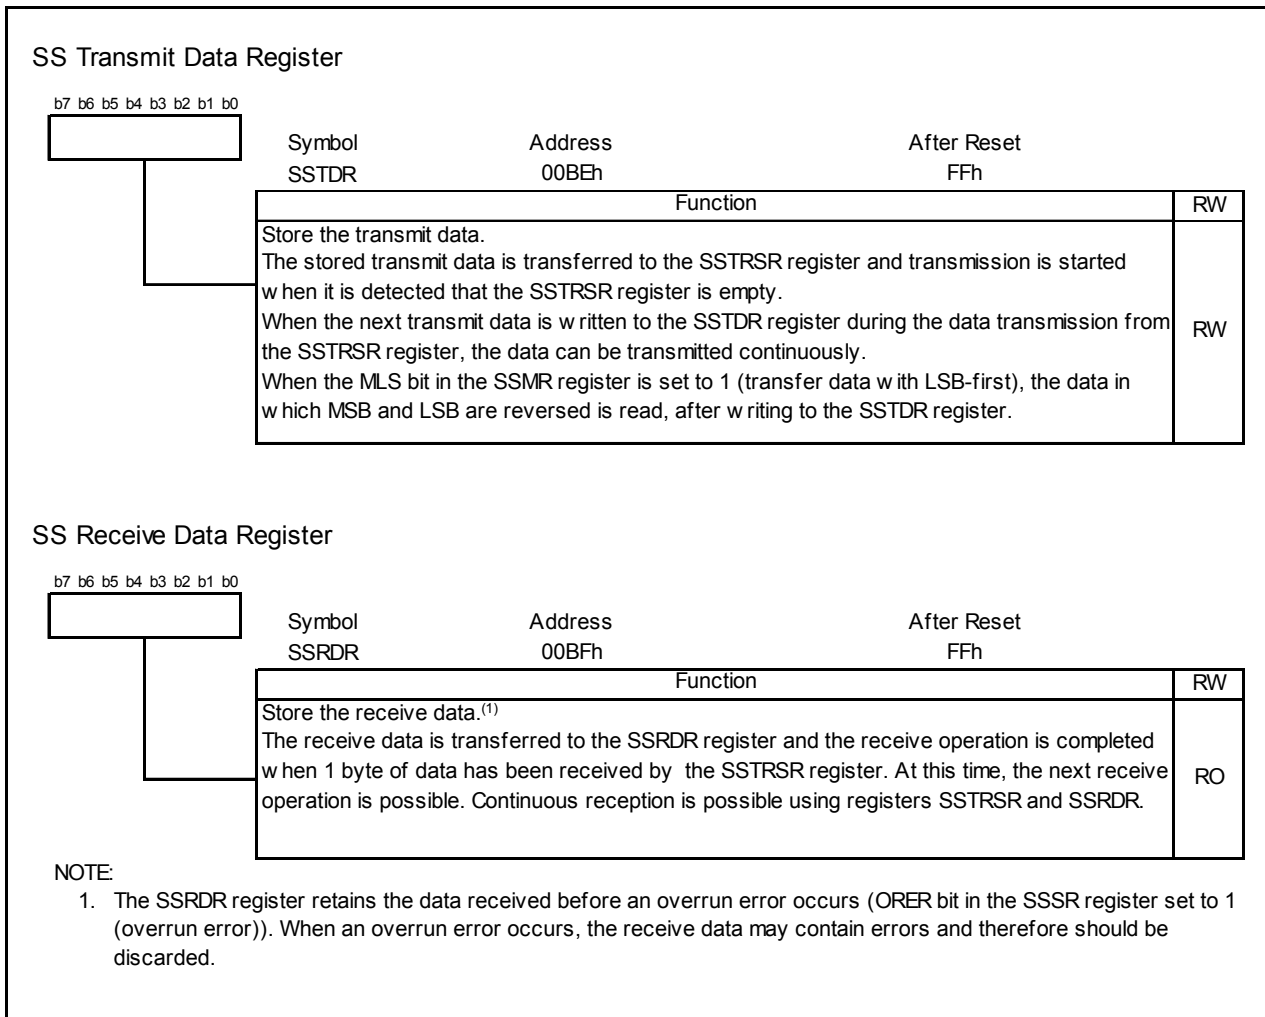 SS Transmit Data Register
b7 b6 b5 b4 b3 b2 b1 b0
Symbol Address After Reset
SSTDR 00BEh FFh
Function RW
Store the transmit data.
The stored transmit data is transferred to the SSTRSR register and transmission is started
when it is detected that the SSTRSR register is empty.
When the next transmit data is written to the SSTDR register during the data transmission from
the SSTRSR register, the data can be transmitted continuously.
When the MLS bit in the SSMR register is set to 1 (transfer data with LSB-first), the data in
which MSB and LSB are reversed is read, after writing to the SSTDR register.
RW
SS Receive Data Register
b7 b6 b5 b4 b3 b2 b1 b0
Symbol Address After Reset
SSRDR 00BFh FFh
Function RW
Store the receive data.(1)
The receive data is transferred to the SSRDR register and the receive operation is completed
when 1 byte of data has been received by the SSTRSR register. At this time, the next receive
operation is possible. Continuous reception is possible using registers SSTRSR and SSRDR.
RO
NOTE:
1. The SSRDR register retains the data received before an overrun error occurs (ORER bit in the SSSR register set to 1
(overrun error)). When an overrun error occurs, the receive data may contain errors and therefore should be
discarded.